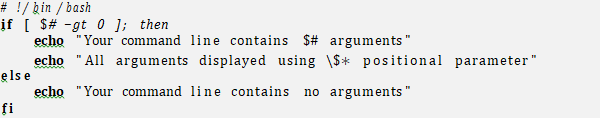 # !/ bin / bash
if [ $# −gt 0 ]; then
echo "Your command line contains $# arguments"
echo "All arguments displayed using \$∗ positional parameter"
else
echo "Your command line contains no arguments"
fi